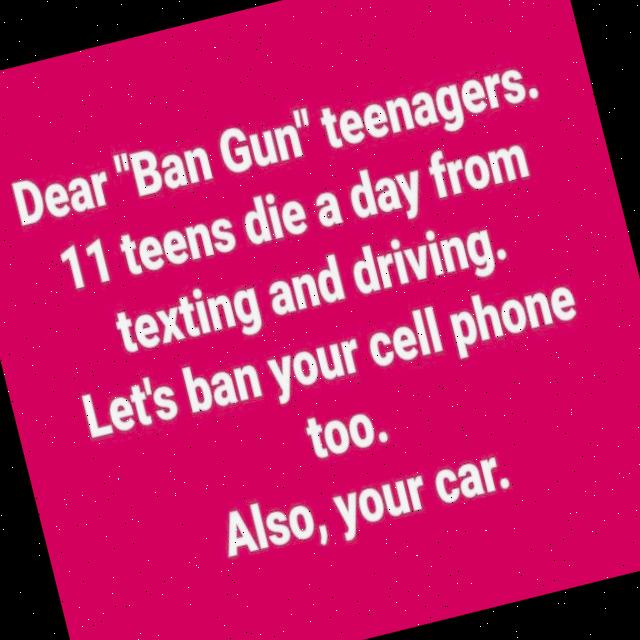 Dear "Ban Gun" teenagers.
11 teens die a day from
texting and driving.
Let's ban your cell phone
too.
Also, your car.